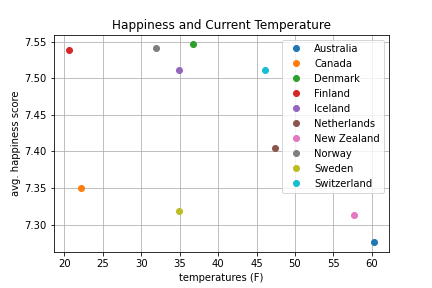 Happiness and Current Temperature
7.55
7.50
7.45
7.40
7.35
7.30
avg. happiness score
Australia
Canada
Denmark
Finland
Iceland
Netherlands
New Zealand
Norway
Sweden
Switzerland
20 25 30 35 40 45 50 55 60
temperatures (F)